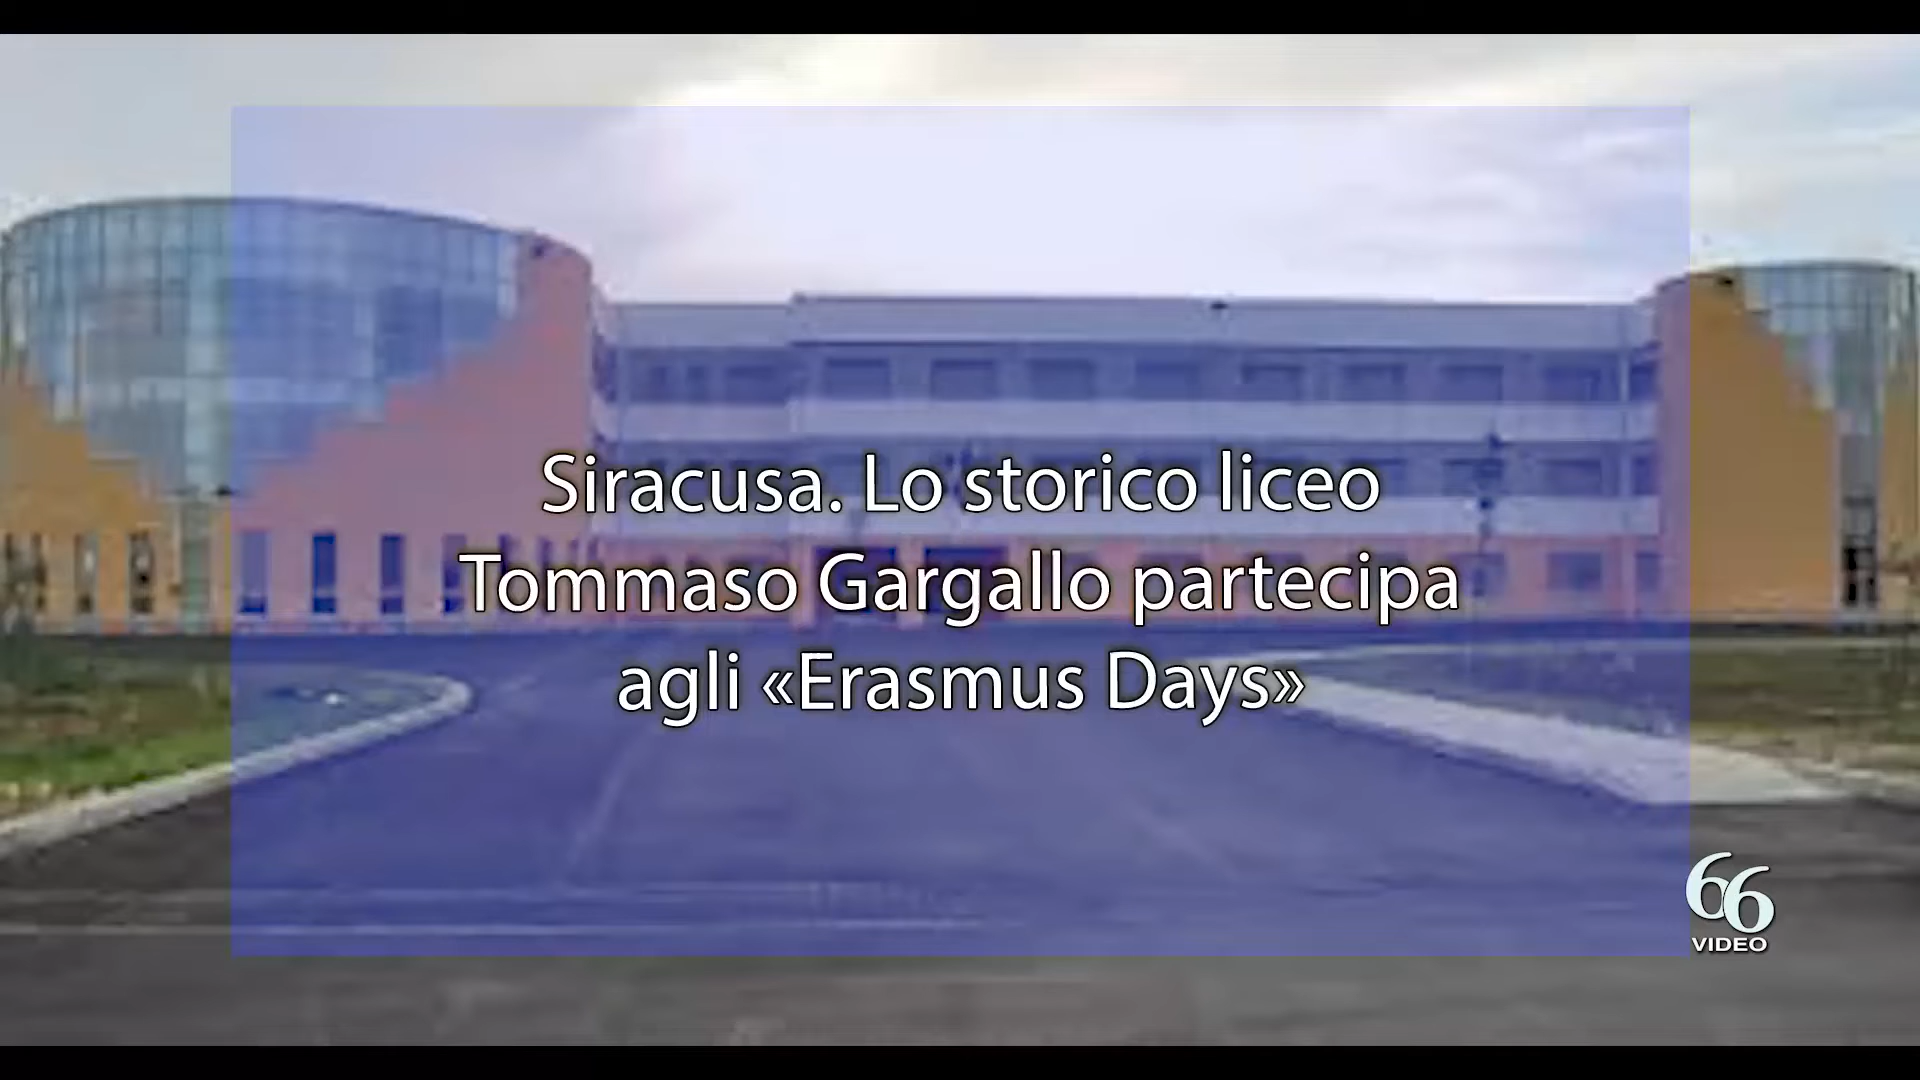 Siracusa. Lo storico liceo
Tommaso Gargallo partecipa
agli «Erasmus Days»
66
VIDEO